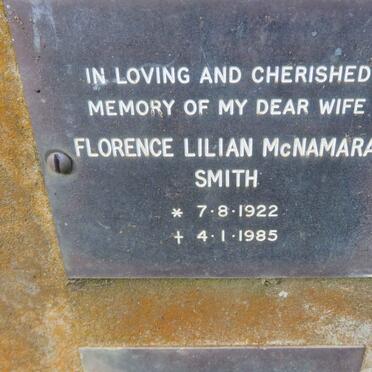 IN LOVING AND CHERISHED
MEMORY OF MY DEAR WIFE
FLORENCE LILIAN McNAMARA
SMITH
* 7·8·1922
† 4·1·1985